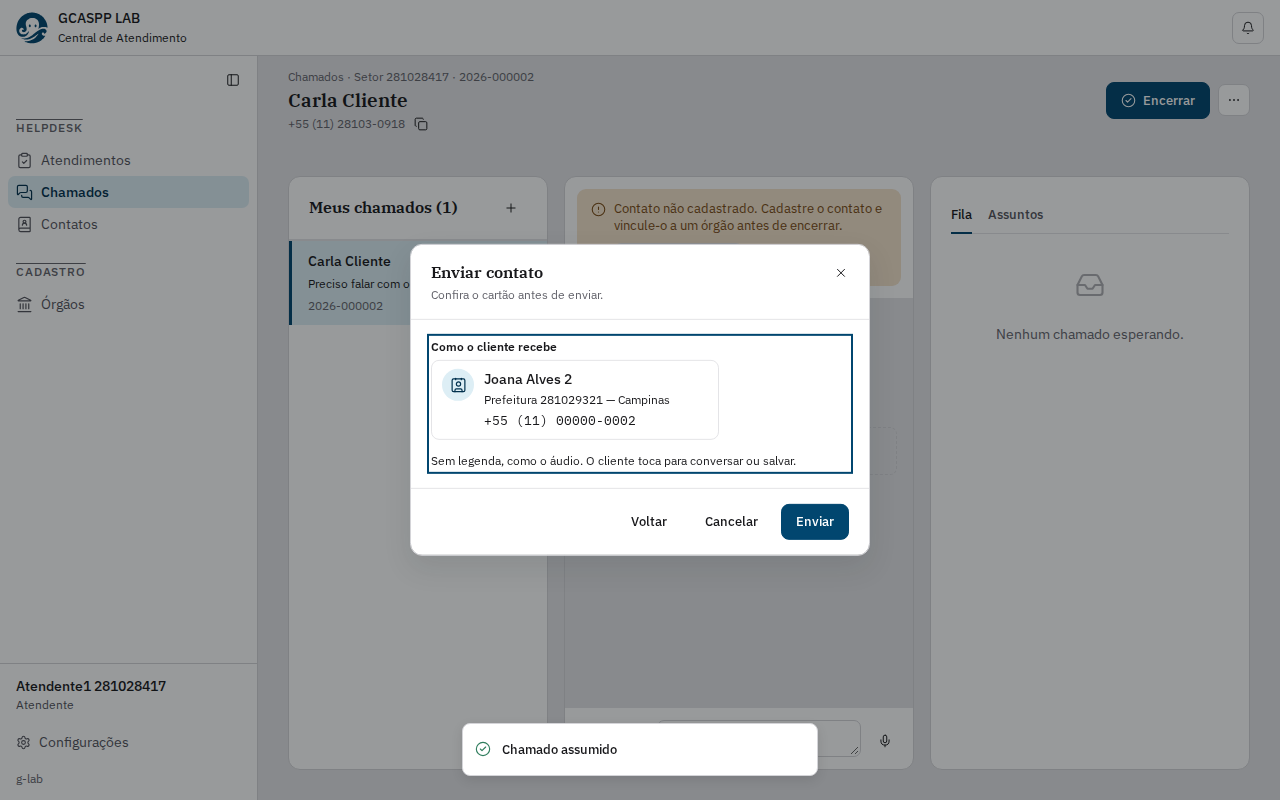 GCASPP LAB
Central de Atendimento
HELPDESK
Atendimentos
Chamados
Contatos
CADASTRO
Órgãos
Atendente1 281028417
Atendente
Configurações
g-lab
Chamados · Setor 281028417 · 2026-000002
Carla Cliente
+55 (11) 28103-0918
Encerrar
Meus chamados (1)
Carla Cliente
Preciso falar com o
2026-000002
Contato não cadastrado. Cadastre o contato e
vincule-o a um órgão antes de encerrar.
Fila
Assuntos
Nenhum chamado esperando.
Enviar contato
Confira o cartão antes de enviar.
Como o cliente recebe
Joana Alves 2
Prefeitura 281029321 — Campinas
+55 (11) 00000-0002
Sem legenda, como o áudio. O cliente toca para conversar ou salvar.
Voltar
Cancelar
Enviar
Chamado assumido